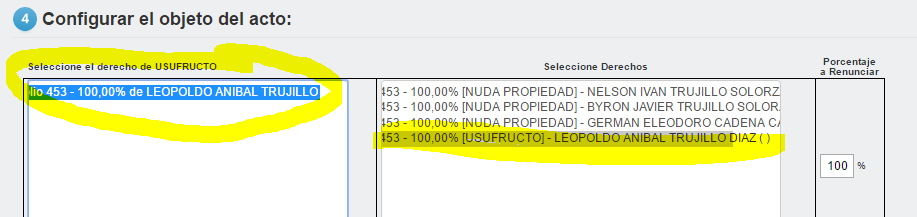 4 Configurar el objeto del acto:
Seleccione el derecho de USUFRUCTO
Seleccione Derechos
Porcentaje
a Renunciar
lio 453 - 100,00% de LEOPOLDO ANIBAL TRUJILLO
453 - 100,00% [NUDA PROPIEDAD] - NELSON IVAN TRUJILLO SOLORZ
453 - 100,00% [NUDA PROPIEDAD] - BYRON JAVIER TRUJILLO SOLOR
453 - 100,00% [NUDA PROPIEDAD] - GERMAN ELEODORO CADENA CA
453 - 100,00% [USUFRUCTO] - LEOPOLDO ANIBAL TRUJILLO DIAZ ( )
100 %